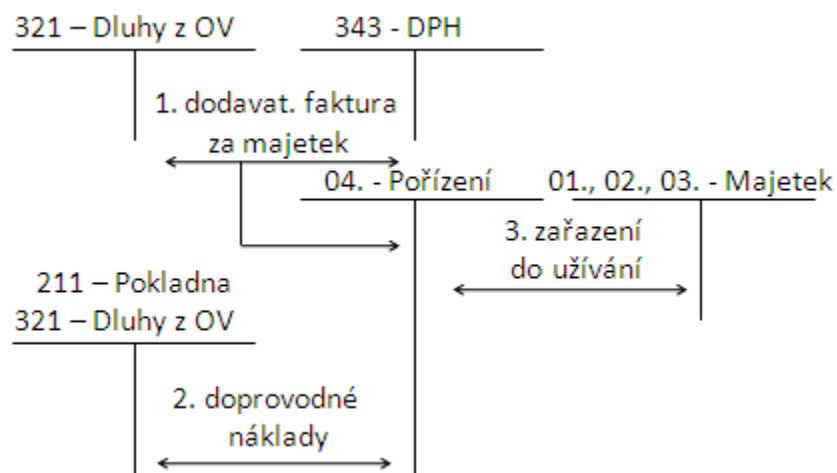 321 – Dluhy z OV
343 - DPH
1. dodavat. faktura
za majetek
04. - Pořízení
01., 02., 03. - Majetek
3. zařazení
do užívání
211 – Pokladna
321 – Dluhy z OV
2. doprovodné
náklady